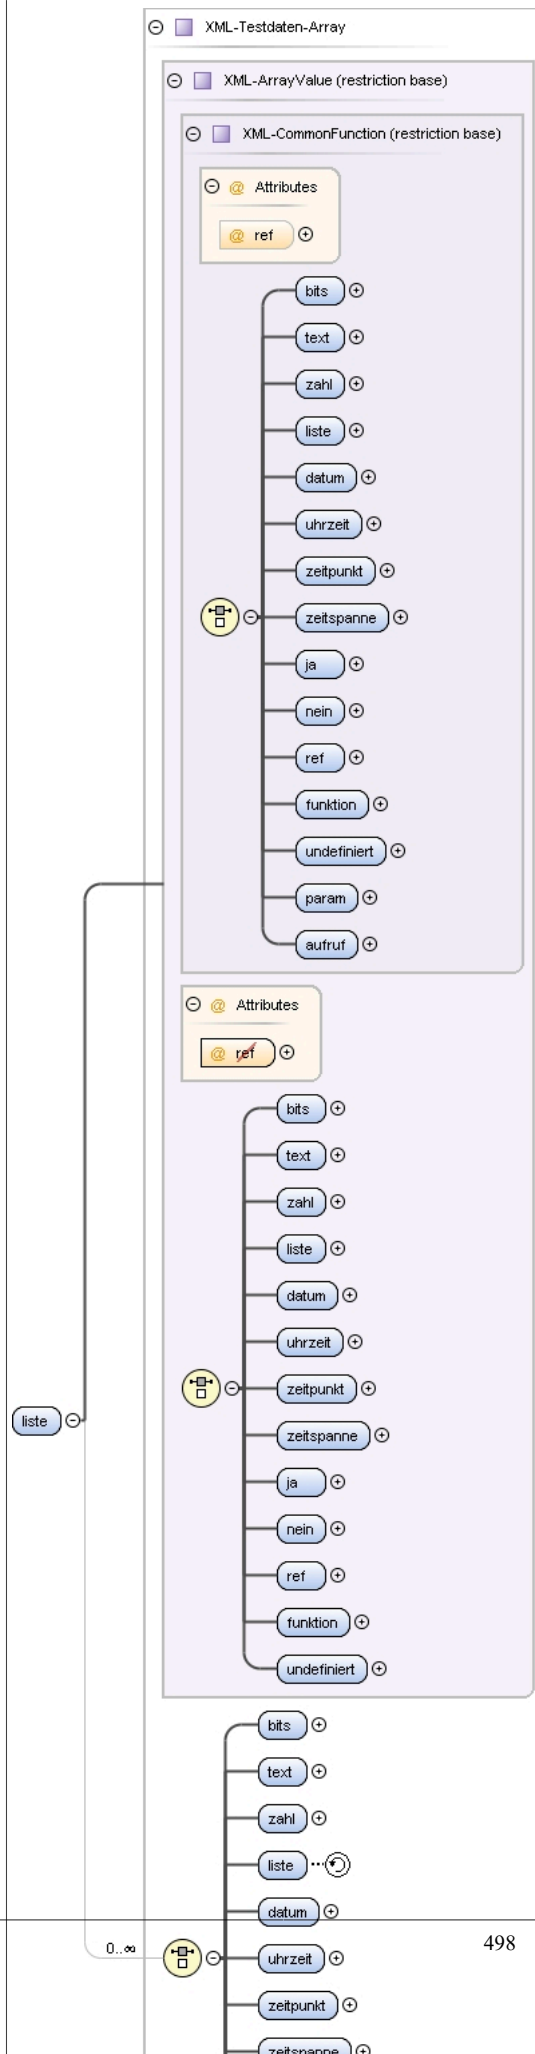 XML-Testdaten-Array
XML-ArrayValue (restriction base)
XML-CommonFunction (restriction base)
@ Attributes
@ ref
bits
text
zahl
liste
datum
uhrzeit
zeitpunkt
zeitspanne
ja
nein
ref
funktion
undefiniert
param
aufruf
@ Attributes
@ ref
bits
text
zahl
liste
datum
uhrzeit
zeitpunkt
zeitspanne
ja
nein
ref
funktion
undefiniert
liste
bits
text
zahl
liste
datum
0..∞
uhrzeit
498
zeitpunkt
zeitspanne